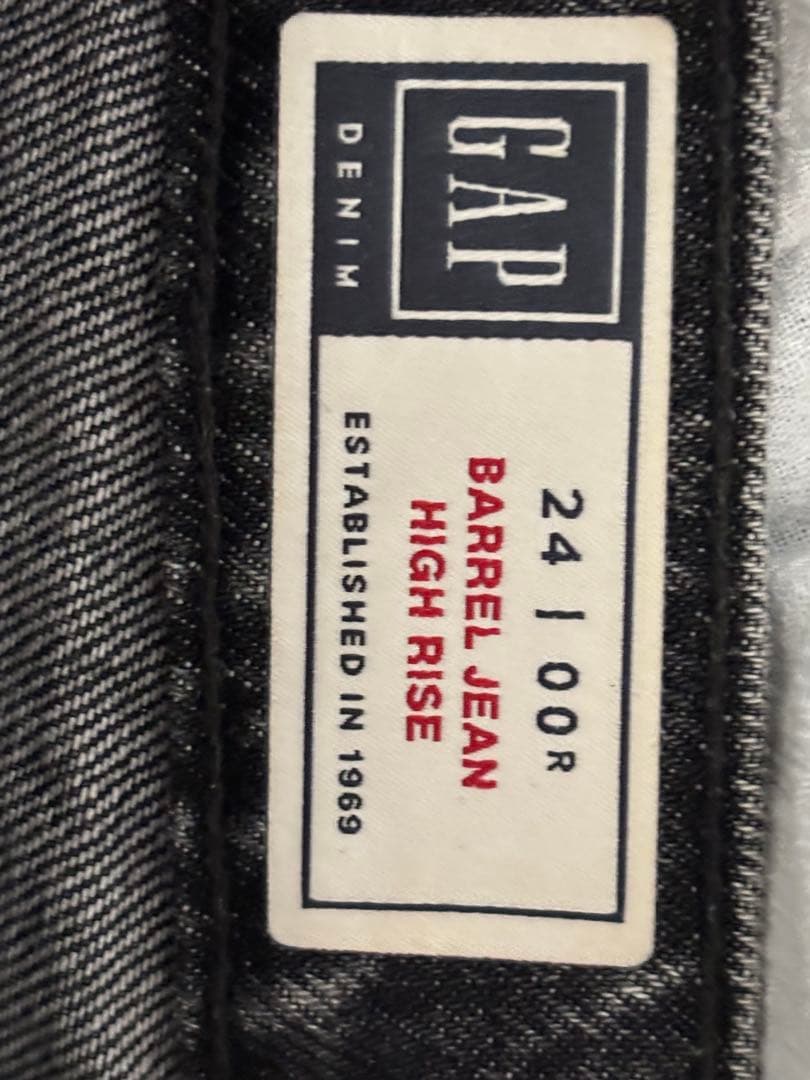 GAP
DENIM
24 | 00R
BARREL JEAN
HIGH RISE
ESTABLISHED IN 1969